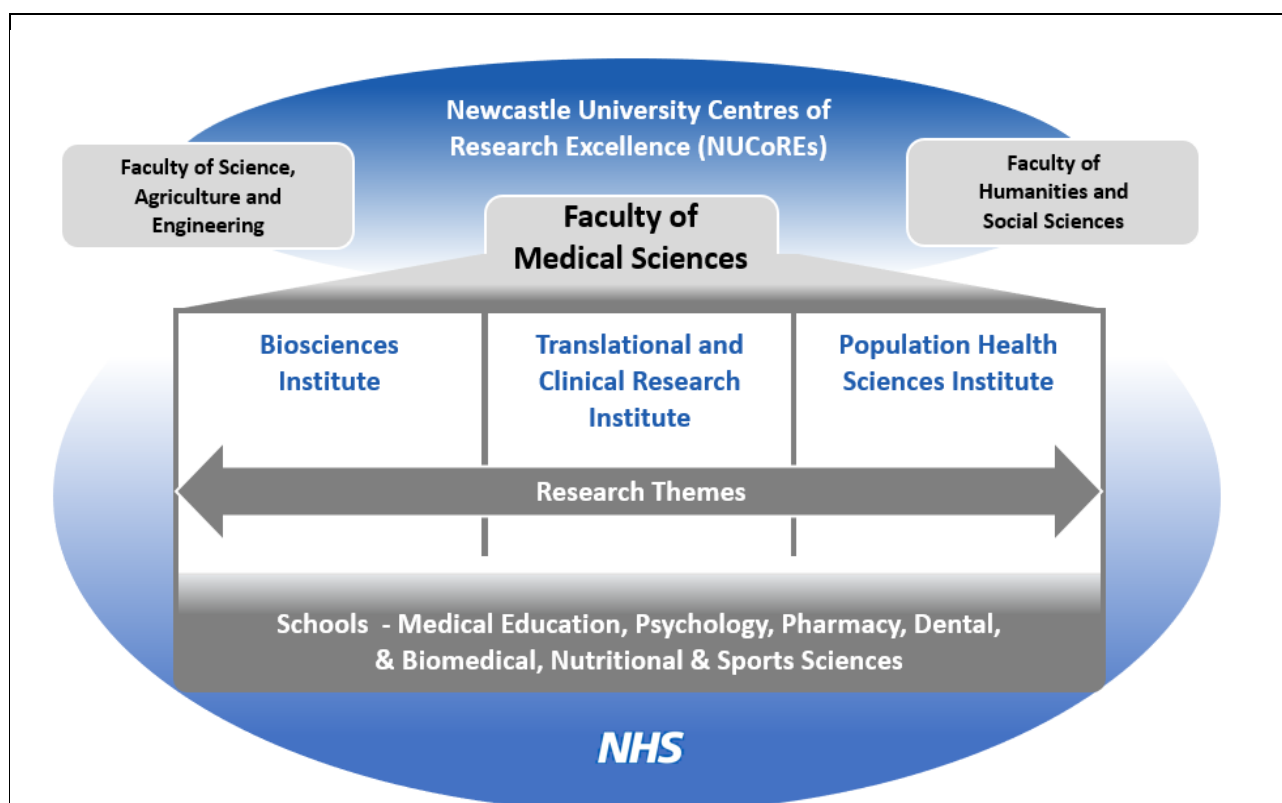 Newcastle University Centres of
Research Excellence (NUCoREs)
Faculty of Science,
Agriculture and
Engineering
Faculty of
Humanities and
Social Sciences
Faculty of
Medical Sciences
Biosciences
Institute
Translational and
Clinical Research
Institute
Population Health
Sciences Institute
Research Themes
Schools - Medical Education, Psychology, Pharmacy, Dental,
& Biomedical, Nutritional & Sports Sciences
NHS